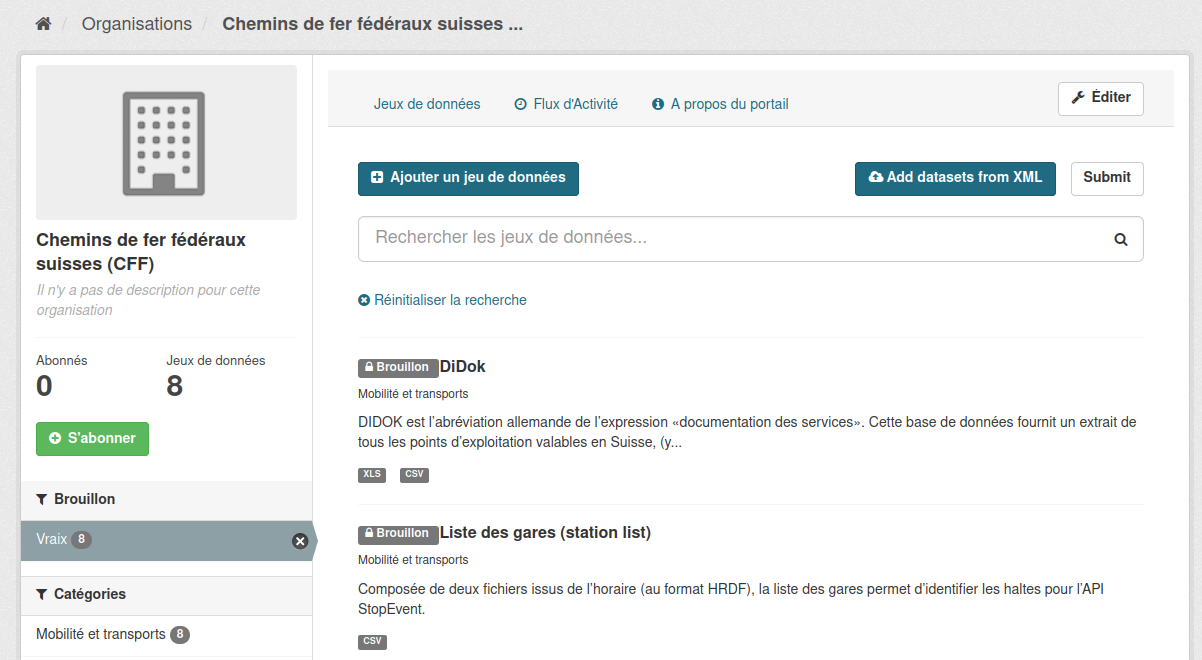 Organisations / Chemins de fer fédéraux suisses ...
Chemins de fer fédéraux
suisses (CFF)
Il n'y a pas de description pour cette
organisation
Abonnés Jeux de données
0 8
S'abonner
Brouillon
Vraix 8
Catégories
Mobilité et transports 8
Jeux de données Flux d'Activité A propos du portail Éditer
Ajouter un jeu de données Add datasets from XML Submit
Rechercher les jeux de données...
Réinitialiser la recherche
Brouillon DiDok
Mobilité et transports
DIDOK est l’abréviation allemande de l’expression «documentation des services». Cette base de données fournit un extrait de
tous les points d’exploitation valables en Suisse, (y...
XLS CSV
Brouillon Liste des gares (station list)
Mobilité et transports
Composée de deux fichiers issus de l’horaire (au format HRDF), la liste des gares permet d’identifier les haltes pour l’API
StopEvent.
CSV